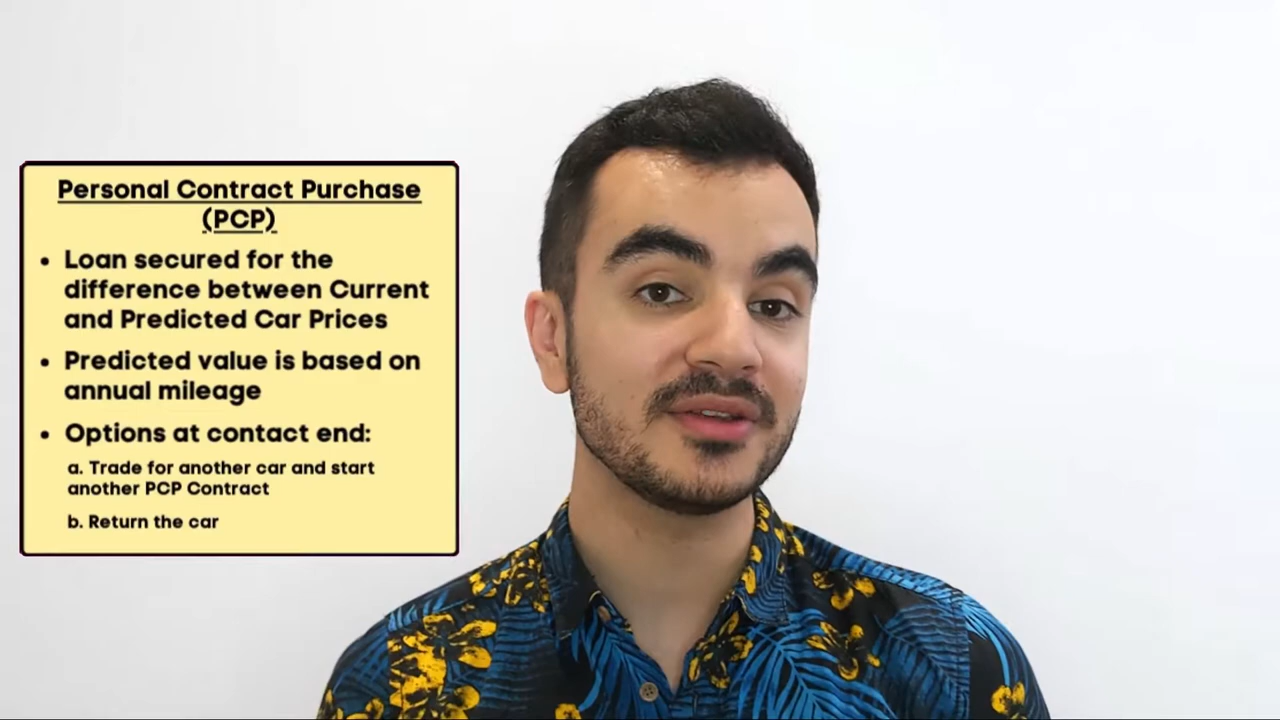 Personal Contract Purchase
(PCP)
• Loan secured for the
difference between Current
and Predicted Car Prices
• Predicted value is based on
annual mileage
• Options at contact end:
a. Trade for another car and start
another PCP Contract
b. Return the car